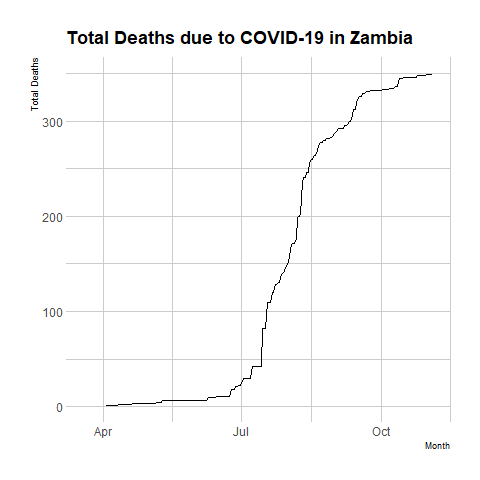 Total Deaths due to COVID-19 in Zambia
Total Deaths
300
200
100
0
Apr Jul Oct
Month